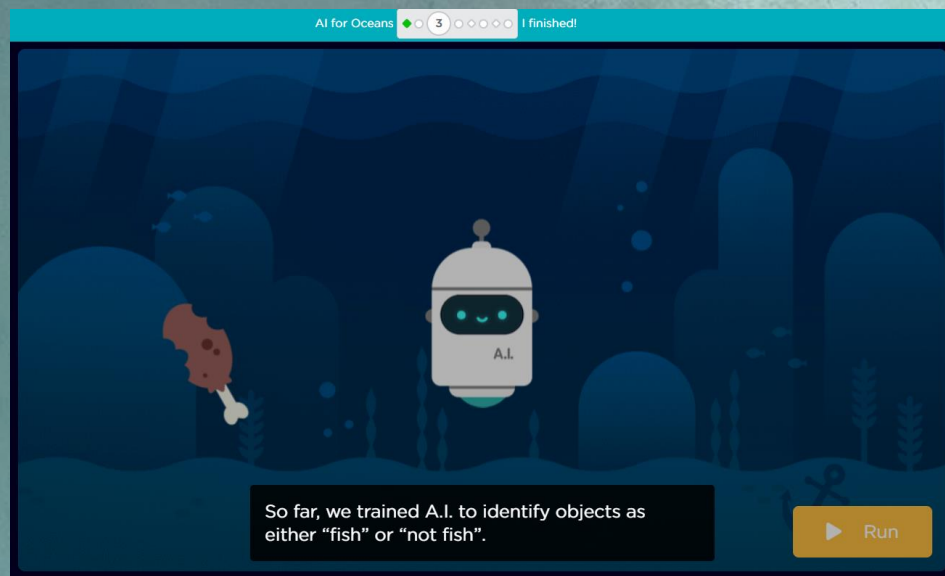 AI for Oceans 3 I finished!
A.I.
So far, we trained A.I. to identify objects as
either “fish” or “not fish”.
Run